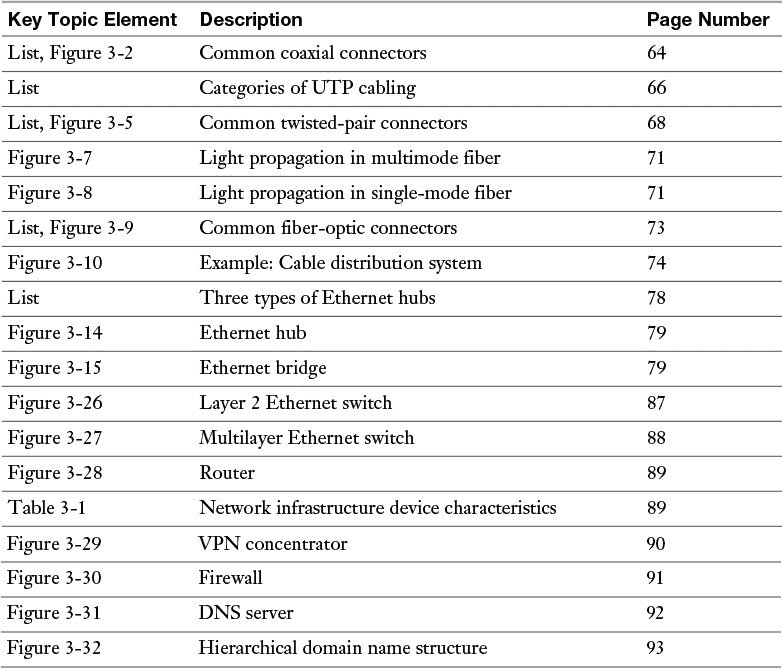 Key Topic Element Description Page Number
List, Figure 3-2 Common coaxial connectors 64
List Categories of UTP cabling 66
List, Figure 3-5 Common twisted-pair connectors 68
Figure 3-7 Light propagation in multimode fiber 71
Figure 3-8 Light propagation in single-mode fiber 71
List, Figure 3-9 Common fiber-optic connectors 73
Figure 3-10 Example: Cable distribution system 74
List Three types of Ethernet hubs 78
Figure 3-14 Ethernet hub 79
Figure 3-15 Ethernet bridge 79
Figure 3-26 Layer 2 Ethernet switch 87
Figure 3-27 Multilayer Ethernet switch 88
Figure 3-28 Router 89
Table 3-1 Network infrastructure device characteristics 89
Figure 3-29 VPN concentrator 90
Figure 3-30 Firewall 91
Figure 3-31 DNS server 92
Figure 3-32 Hierarchical domain name structure 93